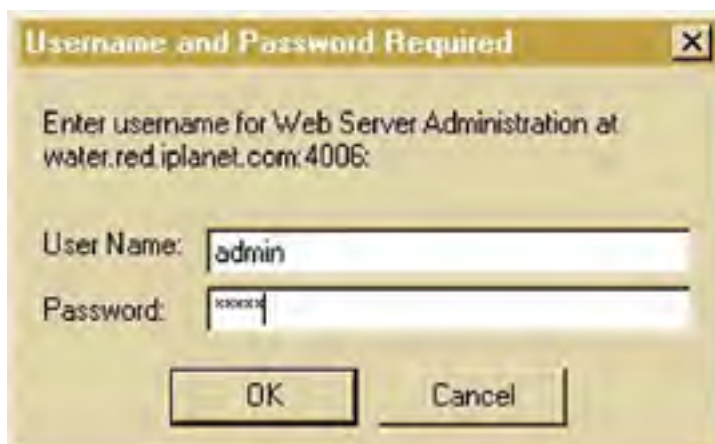 Username and Password Required
Enter username for Web Server Administration at
water.red.iplanet.com:4006:
User Name: admin
Password: *****
OK Cancel